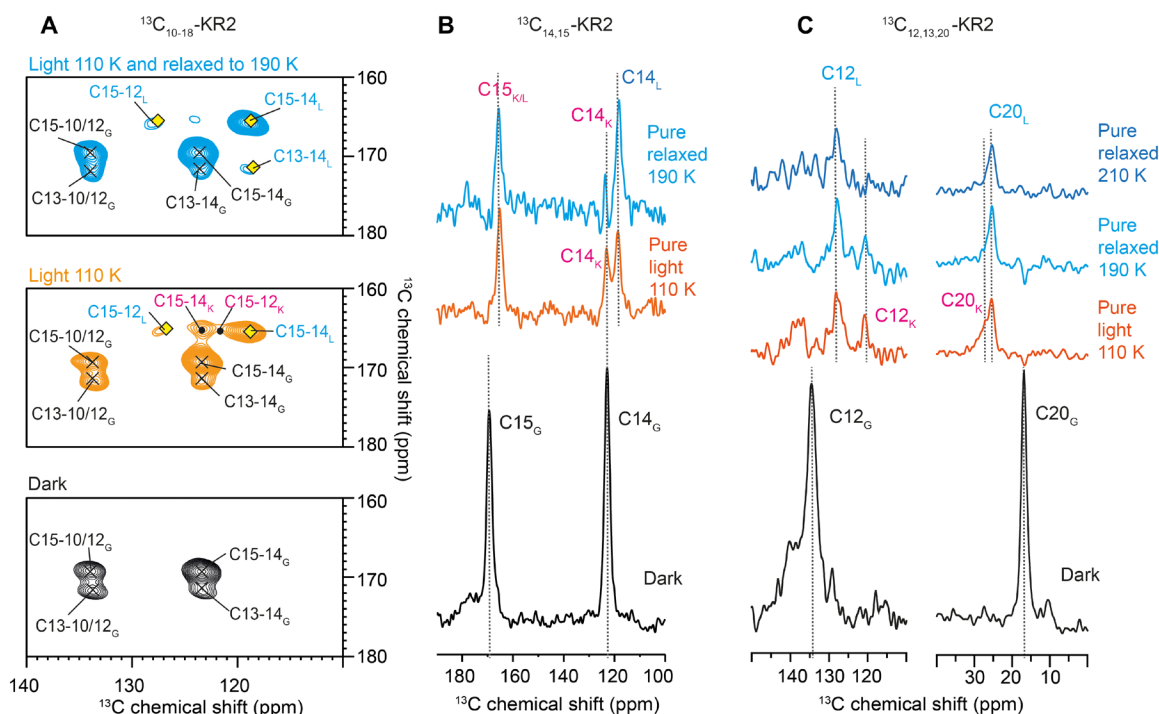 A
¹³C₁₀₋₁₈-KR2
Light 110 K and relaxed to 190 K
C15-12L
C15-14L
C15-10/12G
C13-14L
C13-10/12G
C13-14G
C15-14G
160
170
180
Light 110 K
C15-14K
C15-12K
C15-12L
C15-14L
C15-10/12G
C15-14G
C13-10/12G
C13-14G
160
170
180
Dark
C15-10/12G
C15-14G
C13-10/12G
C13-14G
160
170
180
140
130
120
¹³C chemical shift (ppm)
¹³C chemical shift (ppm)
B
¹³C₁₄,₁₅-KR2
C15K/L
C14L
C14K
Pure
relaxed
190 K
C14K
Pure
light
110 K
C15G
C14G
Dark
180
160
140
120
100
¹³C chemical shift (ppm)
C
¹³C₁₂,₁₃,₂₀-KR2
C12L
C20L
Pure
relaxed
210 K
Pure
relaxed
190 K
C12K
C20K
Pure
light
110 K
C12G
C20G
Dark
140
120
30
10
¹³C chemical shift (ppm)